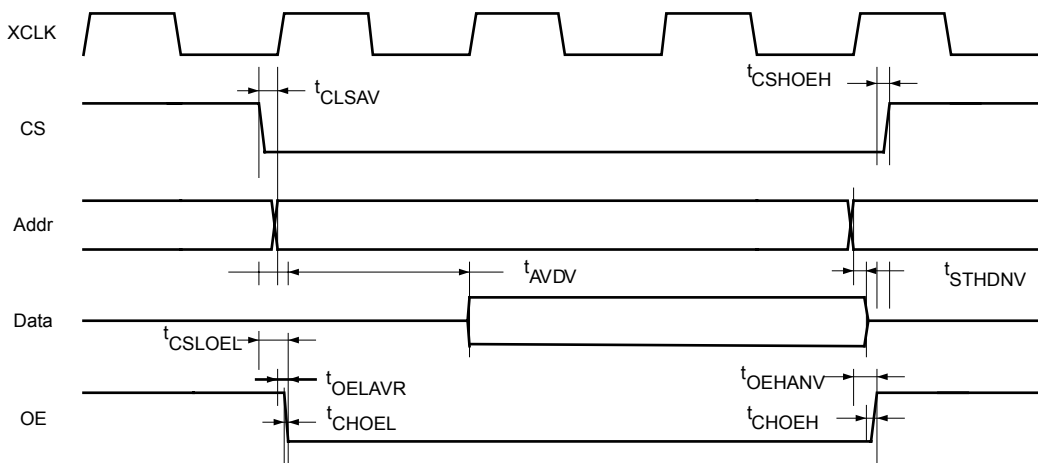 XCLK
tCLSAV
tCSHOEH
CS
Addr
tAVDV
tSTHDNV
Data
tCSLOEL
tOELAVR
tOEHANV
OE
tCHOEL
tCHOEH